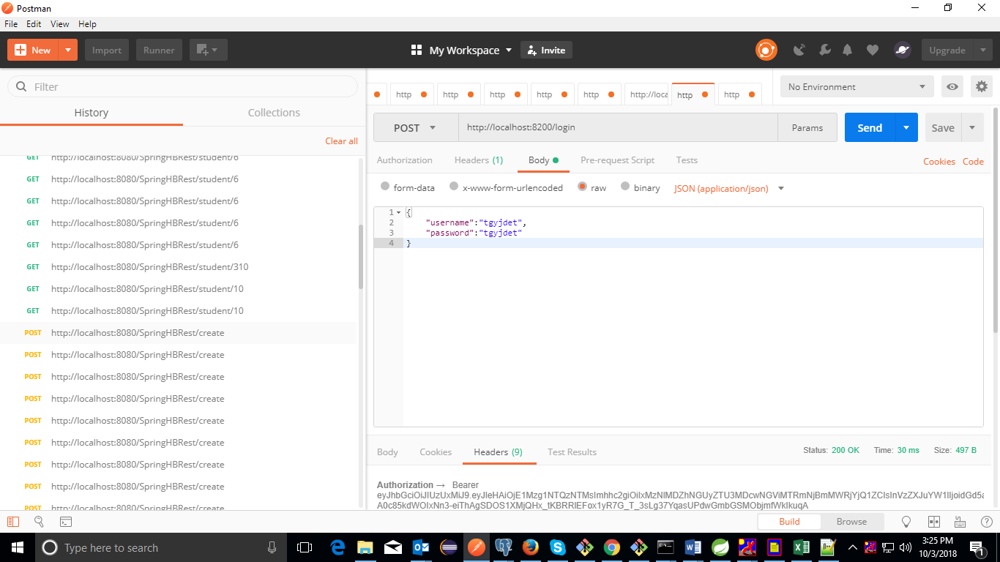 Postman
File Edit View Help
New Import Runner My Workspace Invite Upgrade
Filter
History Collections
Clear all
http://localhost:8080/SpringHBRest/student/6
GET http://localhost:8080/SpringHBRest/student/6
GET http://localhost:8080/SpringHBRest/student/6
GET http://localhost:8080/SpringHBRest/student/6
GET http://localhost:8080/SpringHBRest/student/6
GET http://localhost:8080/SpringHBRest/student/310
GET http://localhost:8080/SpringHBRest/student/10
GET http://localhost:8080/SpringHBRest/student/10
POST http://localhost:8080/SpringHBRest/create
POST http://localhost:8080/SpringHBRest/create
POST http://localhost:8080/SpringHBRest/create
POST http://localhost:8080/SpringHBRest/create
POST http://localhost:8080/SpringHBRest/create
POST http://localhost:8080/SpringHBRest/create
POST http://localhost:8080/SpringHBRest/create
POST http://localhost:8080/SpringHBRest/create
POST http://localhost:8080/SpringHBRest/create
http http http http http http://loca http http
No Environment
POST http://localhost:8200/login Params Send Save
Authorization Headers (1) Body Pre-request Script Tests Cookies Code
form-data x-www-form-urlencoded raw binary JSON (application/json)
1 {
2 "username":"tgyjdet",
3 "password":"tgyjdet"
4 }
Body Cookies Headers (9) Test Results Status: 200 OK Time: 30 ms Size: 497 B
Authorization → Bearer
Build Browse
Type here to search
3:25 PM
10/3/2018
1